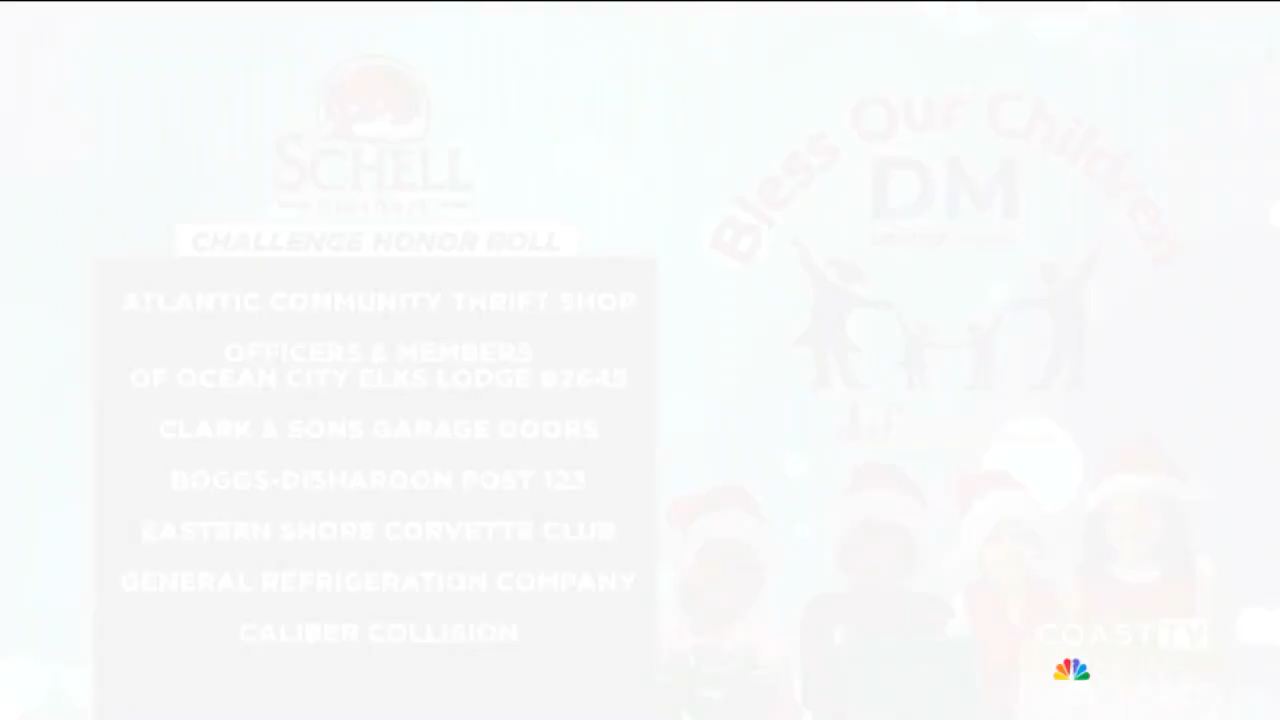 SCHELL
CHALLENGE HONOR ROLL
ATLANTIC COMMUNITY THRIFT SHOP
OFFICERS & MEMBERS
OF OCEAN CITY ELKS LODGE #2645
CLARK & SONS GARAGE DOORS
BOGGS-DISHAROON POST 123
EASTERN SHORE CORVETTE CLUB
GENERAL REFRIGERATION COMPANY
CALIBER COLLISION
Bless Our Children
DM
COAST TV